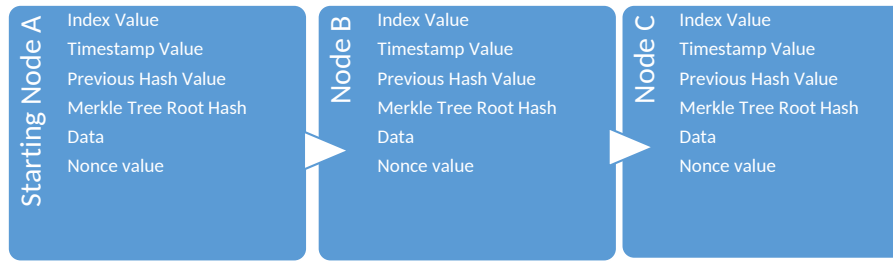 Starting Node A
Index Value
Timestamp Value
Previous Hash Value
Merkle Tree Root Hash
Data
Nonce value
Node B
Index Value
Timestamp Value
Previous Hash Value
Merkle Tree Root Hash
Data
Nonce value
Node C
Index Value
Timestamp Value
Previous Hash Value
Merkle Tree Root Hash
Data
Nonce value